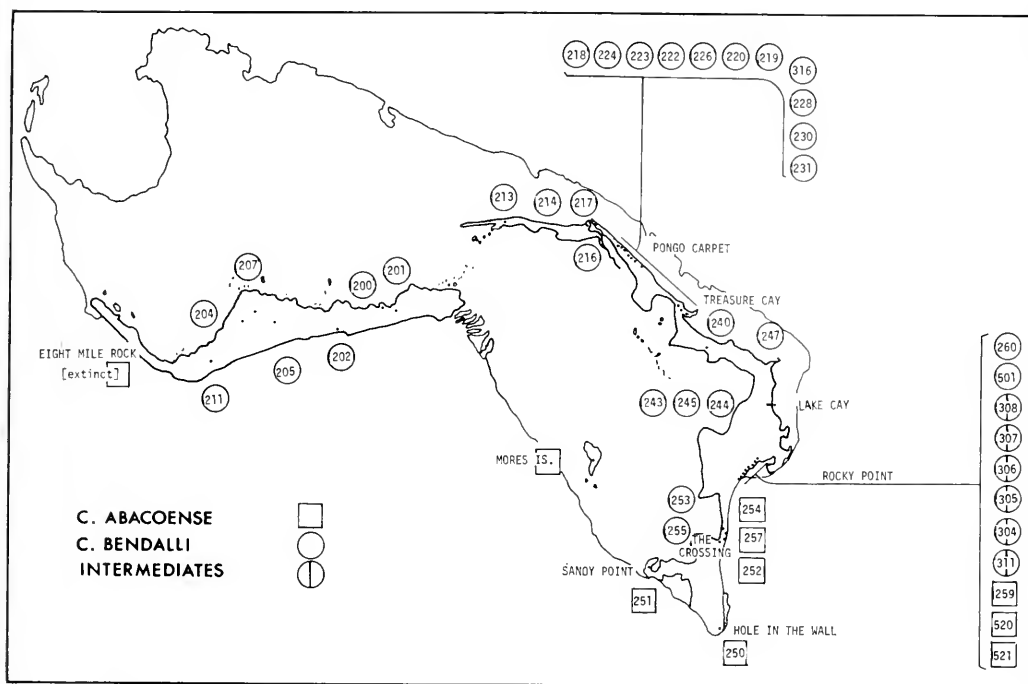 218 224 223 222 226 220 219
316
228
230
231
213 214 217
216
PONGO CARPET
207 200 201
204
TREASURE CAY
240
247
EIGHT MILE ROCK
[extinct]
205 202
211
243 245 244
LAKE CAY
MORES IS.
ROCKY POINT
253
254
255
THE
CROSSING
257
252
SANDY POINT
251
HOLE IN THE WALL
250
260
501
308
307
306
305
304
311
259
520
521
C. ABACOENSE
C. BENDALLI
INTERMEDIATES